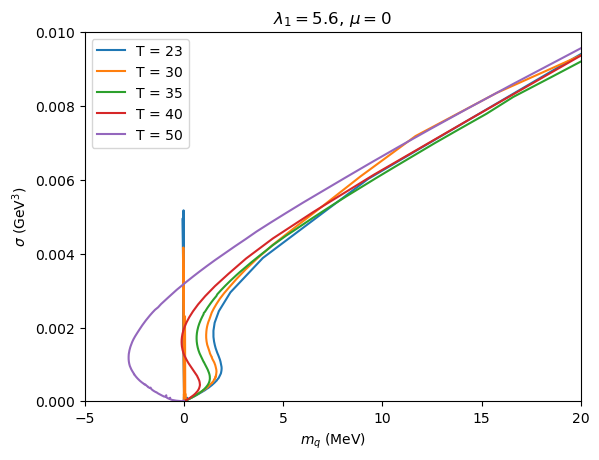 λ₁ = 5.6, μ = 0
T = 23
T = 30
T = 35
T = 40
T = 50
σ (GeV³)
0.010
0.008
0.006
0.004
0.002
0.000
−5 0 5 10 15 20
m_q (MeV)